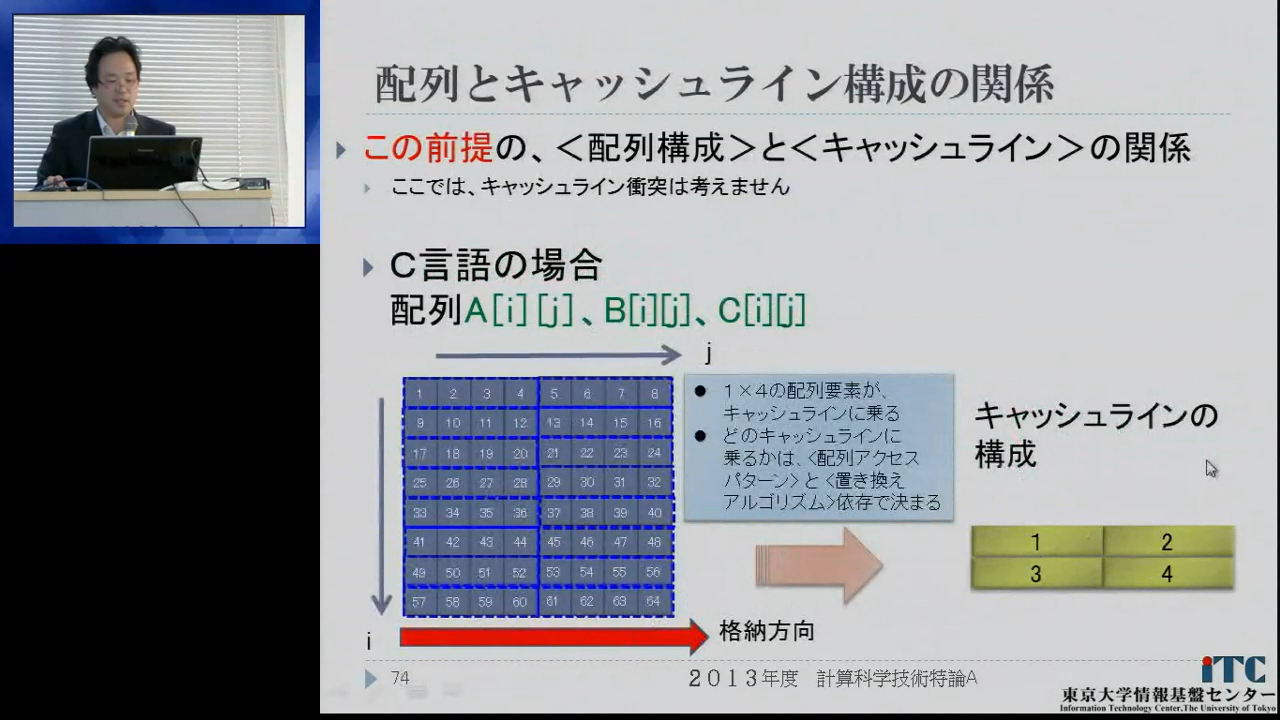 配列とキャッシュライン構成の関係
この前提の、＜配列構成＞と＜キャッシュライン＞の関係
ここでは、キャッシュライン衝突は考えません
C言語の場合
配列A[i][j]、B[i][j]、C[i][j]
j
1 2 3 4 5 6 7 8
9 10 11 12 13 14 15 16
17 18 19 20 21 22 23 24
25 26 27 28 29 30 31 32
33 34 35 36 37 38 39 40
41 42 43 44 45 46 47 48
49 50 51 52 53 54 55 56
57 58 59 60 61 62 63 64
i
格納方向
● 1×4の配列要素が、
キャッシュラインに乗る
● どのキャッシュラインに
乗るかは、<配列アクセス
パターン>と<置き換え
アルゴリズム>依存で決まる
キャッシュラインの
構成
1 2
3 4
74
２０１３年度 計算科学技術特論A
iTC
東京大学情報基盤センター
Information Technology Center,The University of Tokyo